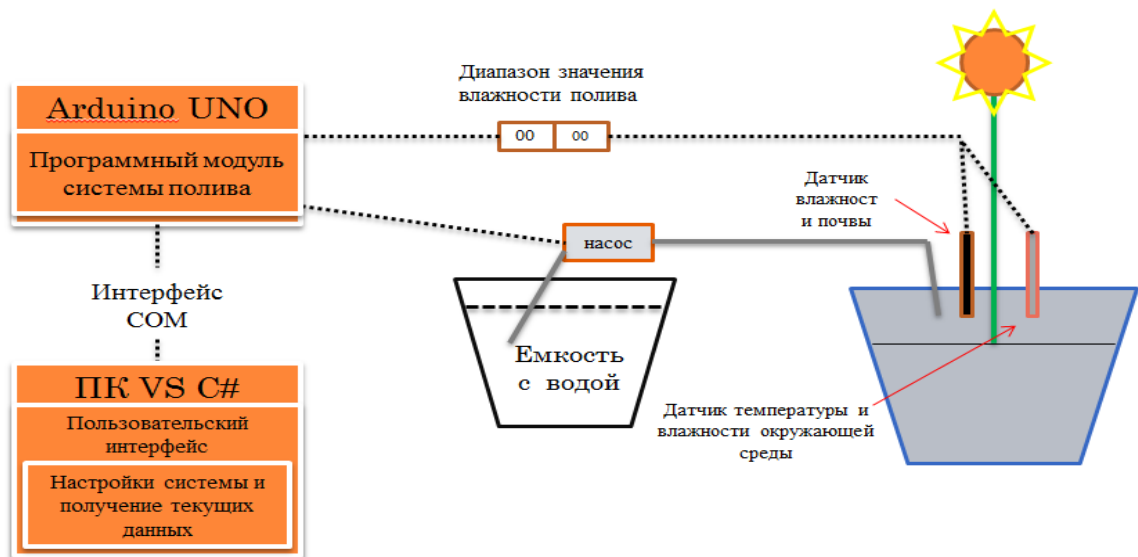 Arduino UNO
Программный модуль
системы полива
Диапазон значения
влажности полива
00 00
Датчик
влажност
и почвы
насос
Интерфейс
COM
Емкость
с водой
ПК VS C#
Пользовательский
интерфейс
Настройки системы и
получение текущих
данных
Датчик температуры и
влажности окружающей
среды